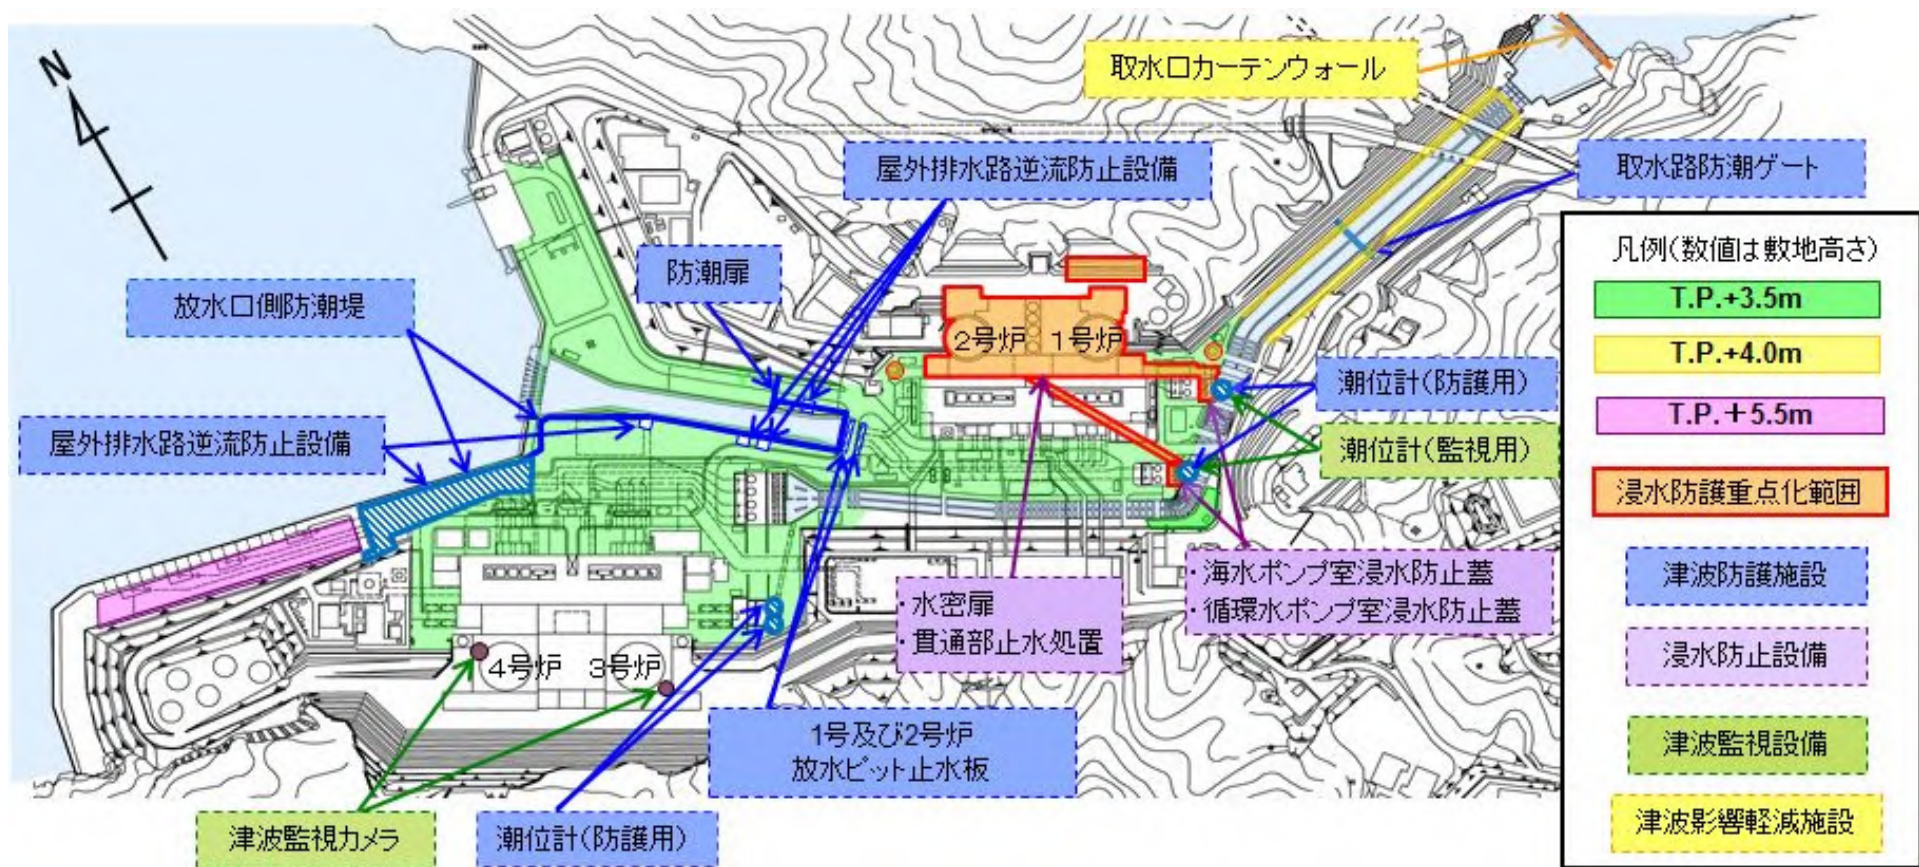 N
取水口カーテンウォール
屋外排水路逆流防止設備
取水路防潮ゲート
防潮扉
放水口側防潮堤
2号炉
1号炉
潮位計(防護用)
屋外排水路逆流防止設備
潮位計(監視用)
・水密扉
・貫通部止水処置
・海水ポンプ室浸水防止蓋
・循環水ポンプ室浸水防止蓋
4号炉
3号炉
1号及び2号炉
放水ピット止水板
津波監視カメラ
潮位計(防護用)
凡例(数値は敷地高さ)
T.P.+3.5m
T.P.+4.0m
T.P.+5.5m
浸水防護重点化範囲
津波防護施設
浸水防止設備
津波監視設備
津波影響軽減施設